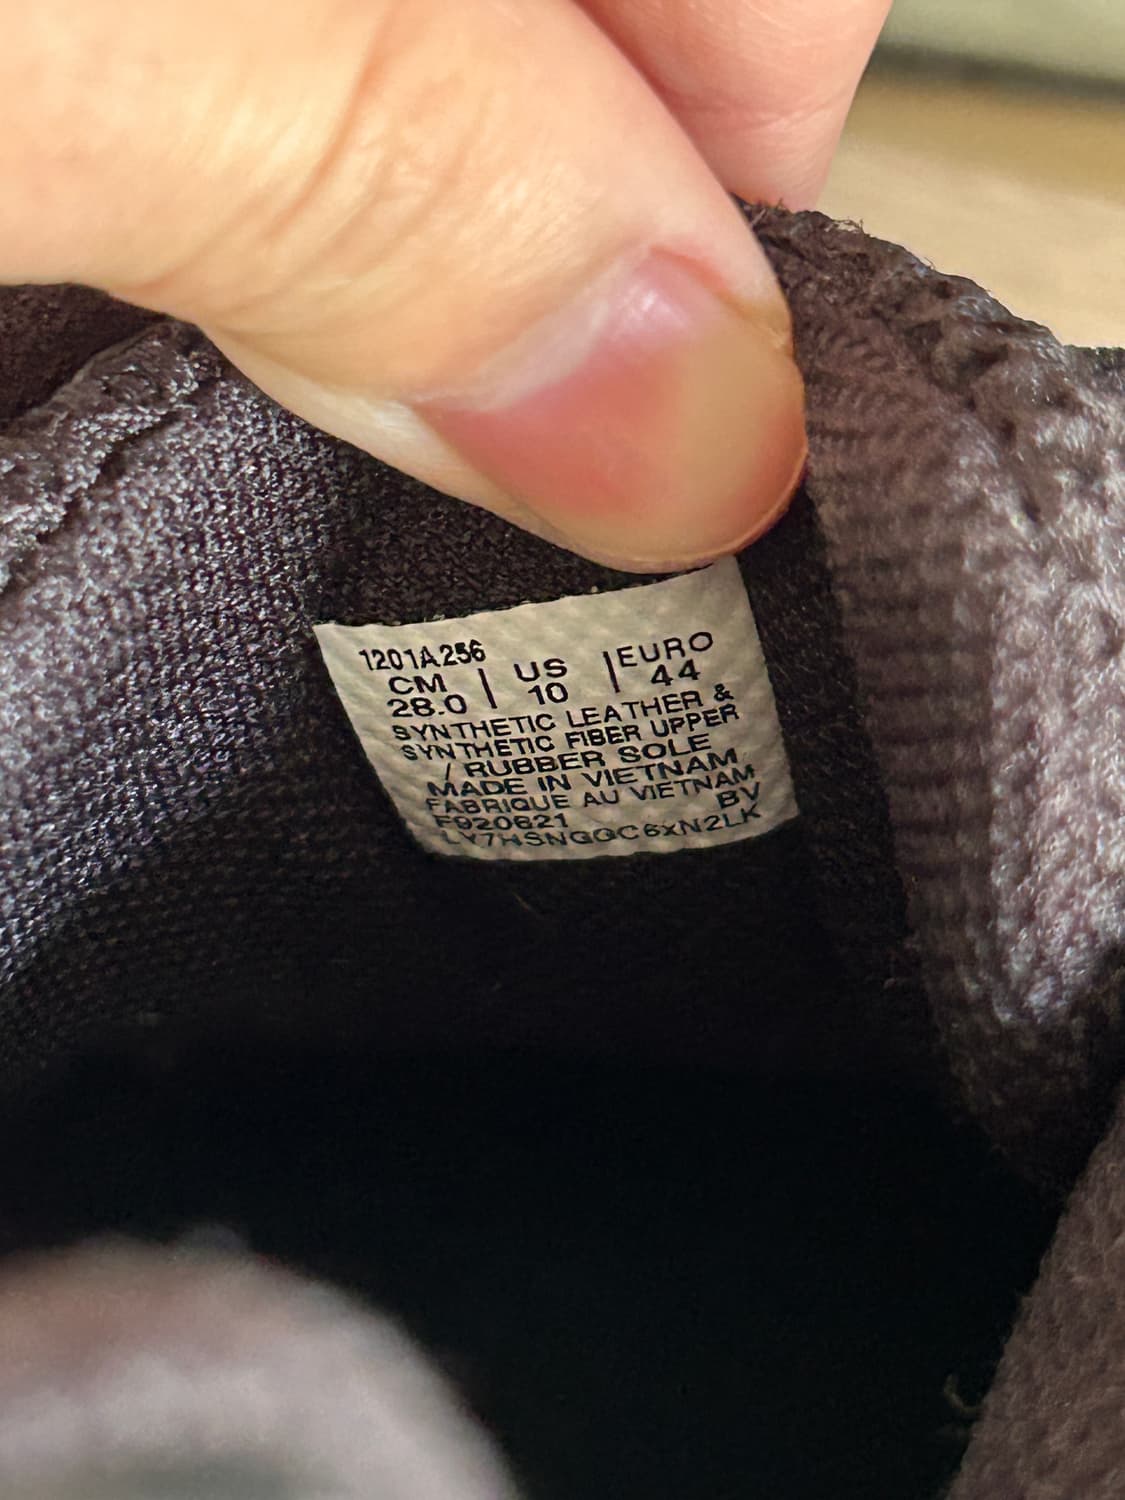 1201A256
CM | US | EURO
28.0 | 10 | 44
SYNTHETIC LEATHER &
SYNTHETIC FIBER UPPER
/ RUBBER SOLE
MADE IN VIETNAM
FABRIQUE AU VIETNAM
F920621 BV